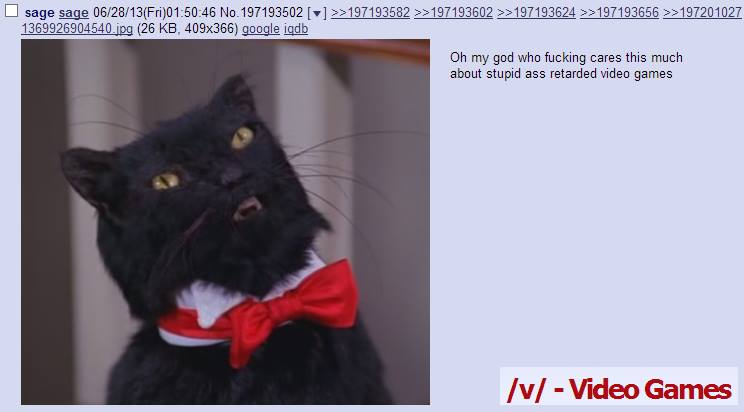 sage sage 06/28/13(Fri)01:50:46 No.197193502 [▼] >>197193582 >>197193602 >>197193624 >>197193656 >>197201027
1369926904540.jpg (26 KB, 409x366) google iqdb
Oh my god who fucking cares this much
about stupid ass retarded video games
/v/ - Video Games